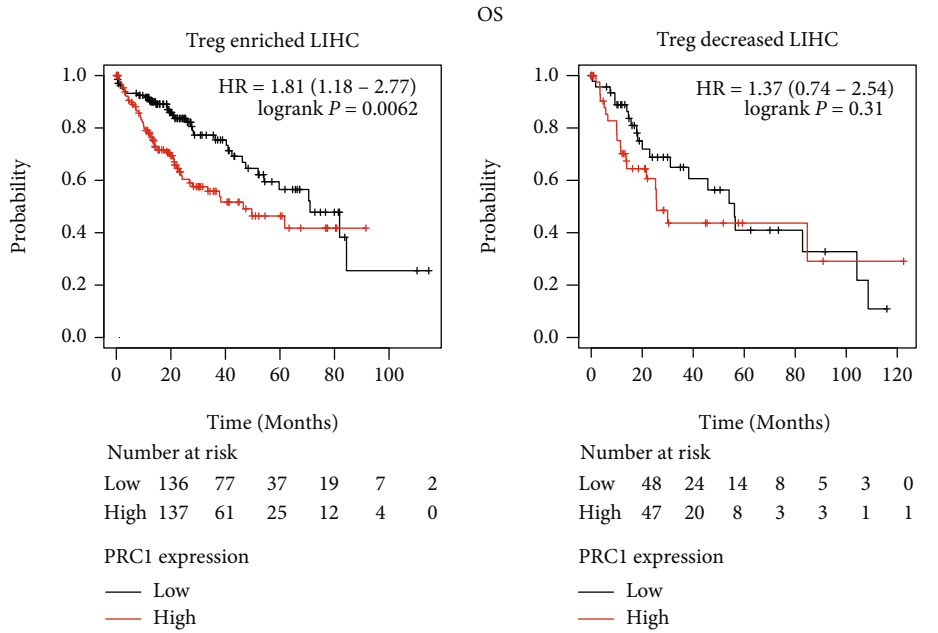 OS
Treg enriched LIHC
HR = 1.81 (1.18 – 2.77)
logrank P = 0.0062
Probability
1.0
0.8
0.6
0.4
0.2
0.0
0 20 40 60 80 100
Time (Months)
Number at risk
Low 136 77 37 19 7 2
High 137 61 25 12 4 0
PRC1 expression
Low
High
Treg decreased LIHC
HR = 1.37 (0.74 – 2.54)
logrank P = 0.31
Probability
1.0
0.8
0.6
0.4
0.2
0.0
0 20 40 60 80 100 120
Time (Months)
Number at risk
Low 48 24 14 8 5 3 0
High 47 20 8 3 3 1 1
PRC1 expression
Low
High